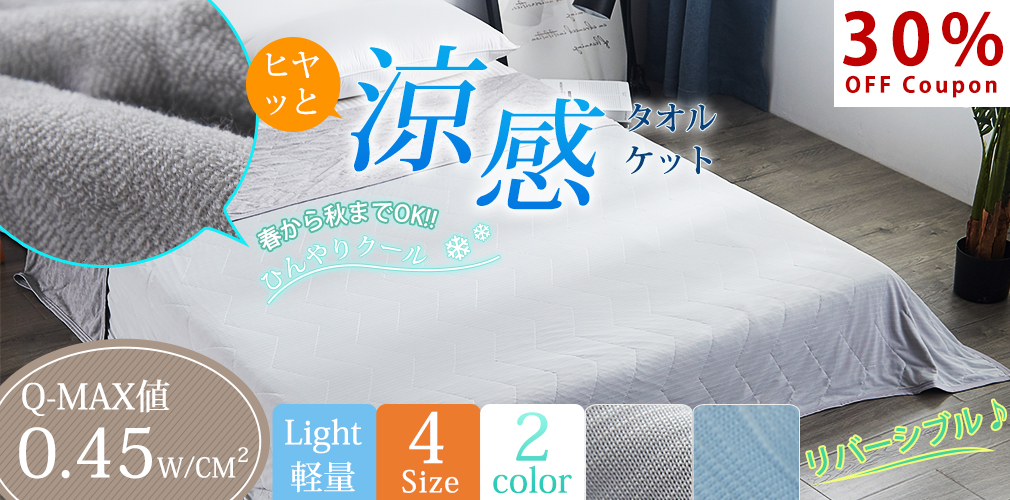 30%
OFF Coupon
ヒヤ
ッと
涼感
タオル
ケット
春から秋までOK!!
ひんやりクール
Q-MAX値
0.45W/CM²
Light
軽量
4
Size
2
color
リバーシブル♪